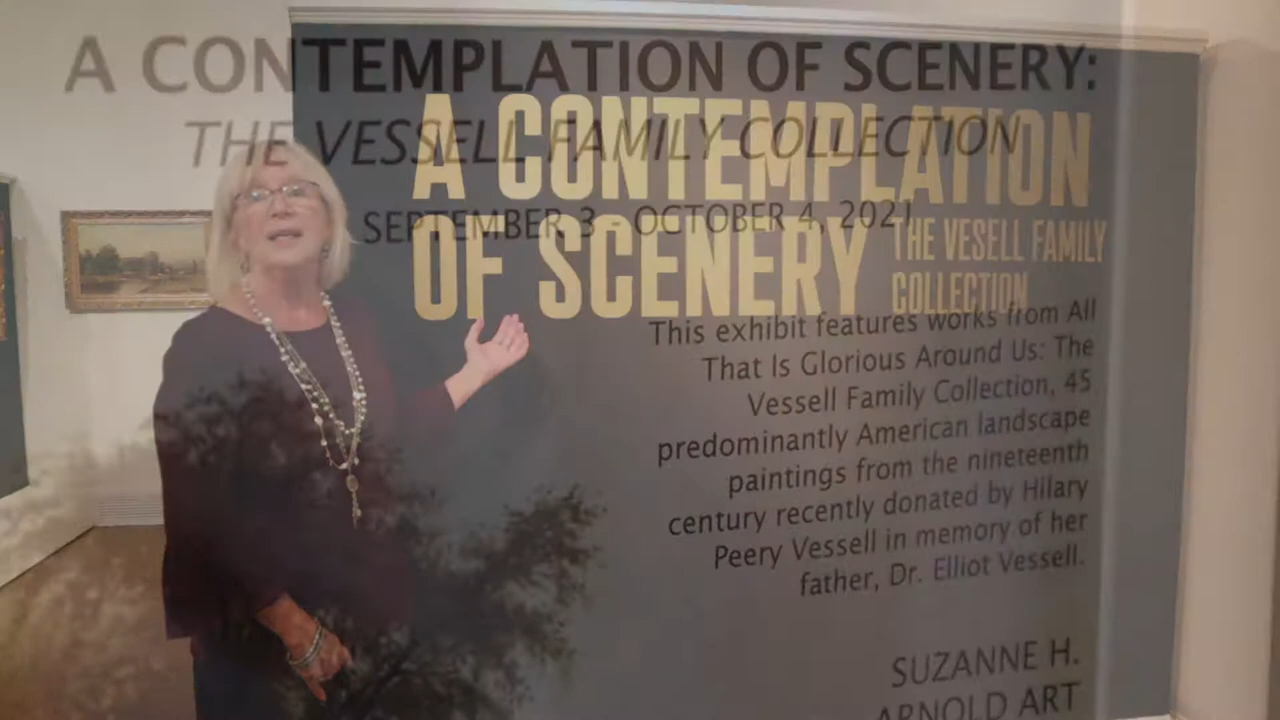 A CONTEMPLATION OF SCENERY:
THE VESSELL FAMILY COLLECTION
SEPTEMBER 3 - OCTOBER 4, 2021
A CONTEMPLATION
OF SCENERY
THE VESELL FAMILY
COLLECTION
This exhibit features works from All
That Is Glorious Around Us: The
Vessell Family Collection, 45
predominantly American landscape
paintings from the nineteenth
century recently donated by Hilary
Peery Vessell in memory of her
father, Dr. Elliot Vessell.
SUZANNE H.
ARNOLD ART